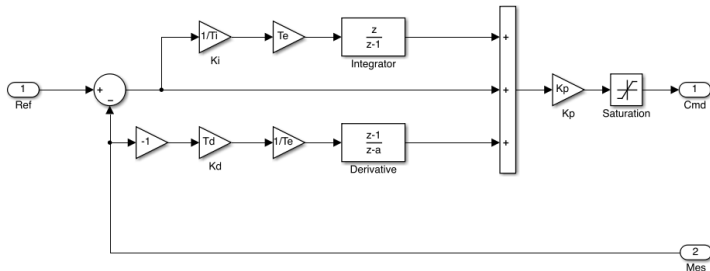 1/Ti
Ki
Te
z
z-1
Integrator
+
1
Ref
+
−
+
Kp
Kp
Saturation
1
Cmd
-1
Td
Kd
1/Te
z-1
z-a
Derivative
+
2
Mes